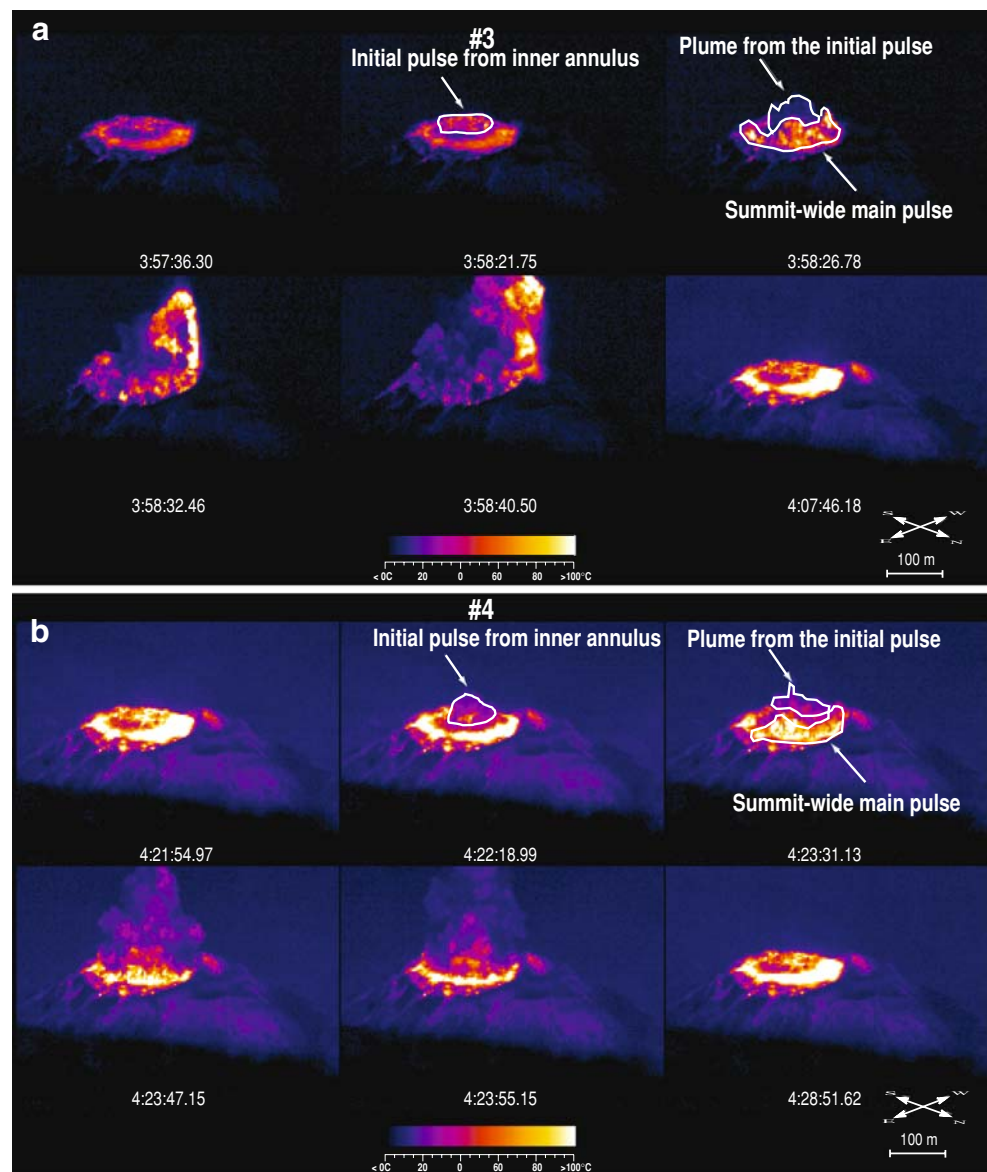 a
#3
Initial pulse from inner annulus
Plume from the initial pulse
Summit-wide main pulse
3:57:36.30
3:58:21.75
3:58:26.78
3:58:32.46
3:58:40.50
4:07:46.18
S W
E N
100 m
< 0C 20 0 60 80 >100°C
b
#4
Initial pulse from inner annulus
Plume from the initial pulse
Summit-wide main pulse
4:21:54.97
4:22:18.99
4:23:31.13
4:23:47.15
4:23:55.15
4:28:51.62
S W
E N
100 m
< 0C 20 0 60 80 >100°C